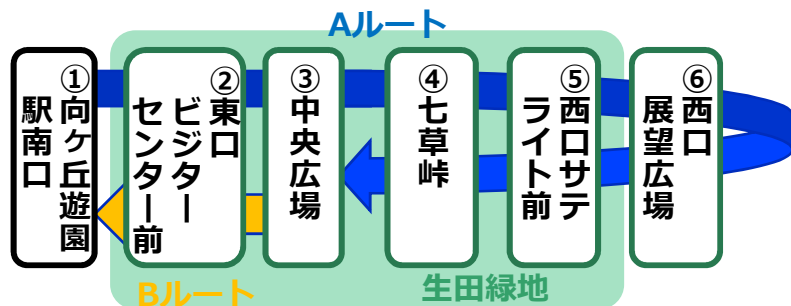 Aルート
①向ヶ丘遊園
駅南口
②東口
ビジター
センター前
③中央広場
④七草峠
⑤西口サテ
ライト前
⑥西口
展望広場
Bルート
生田緑地